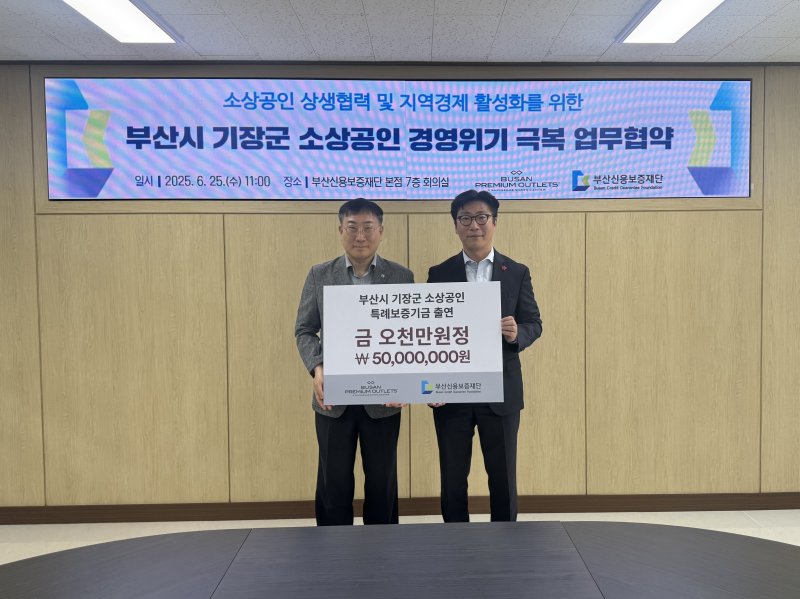 소상공인 상생협력 및 지역경제 활성화를 위한
부산시 기장군 소상공인 경영위기 극복 업무협약
일시 | 2025. 6. 25.(수) 11:00 장소 | 부산신용보증재단 본점 7층 회의실
BUSAN
PREMIUM OUTLETS
부산신용보증재단
Busan Credit Guarantee Foundation
부산시 기장군 소상공인
특례보증기금 출연
금 오천만원정
₩ 50,000,000원
BUSAN
PREMIUM OUTLETS
부산신용보증재단
Busan Credit Guarantee Foundation